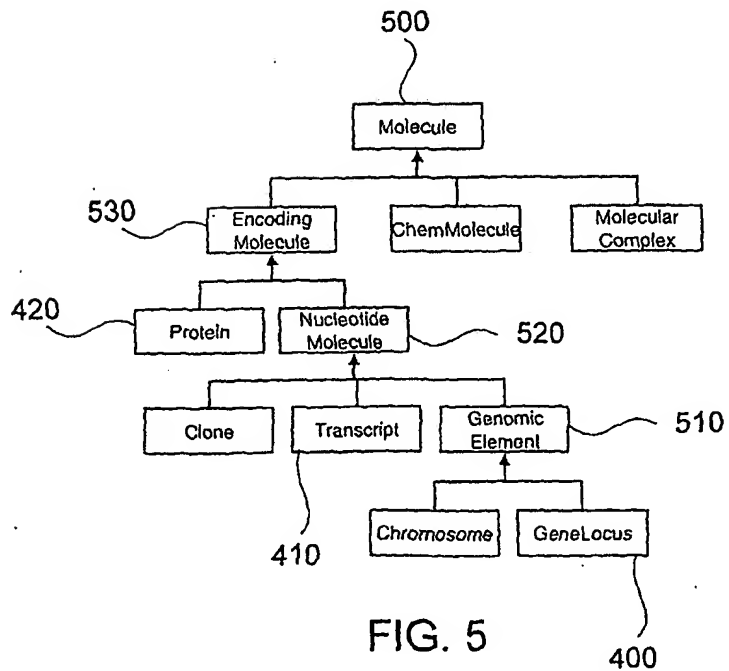 500
Molecule
530
Encoding
Molecule
ChemMolecule
Molecular
Complex
420
Protein
Nucleotide
Molecule
520
Clone
Transcript
Genomic
Element
510
410
Chromosome
GeneLocus
400
FIG. 5